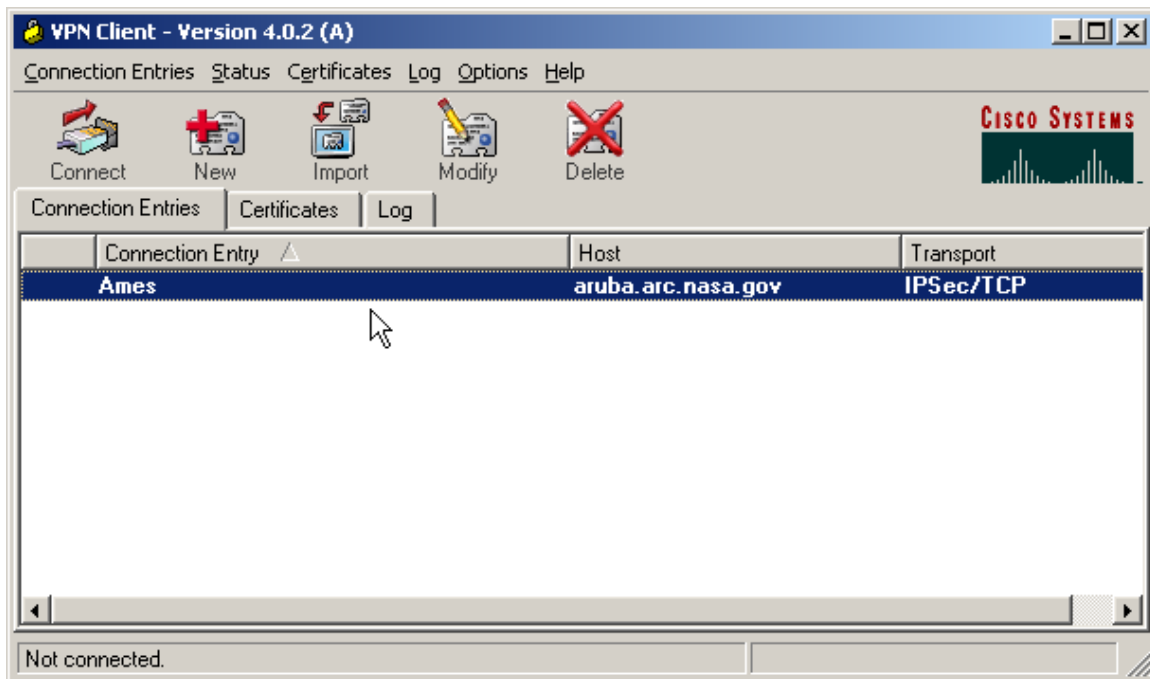 VPN Client - Version 4.0.2 (A)
Connection Entries Status Certificates Log Options Help
Connect New Import Modify Delete
CISCO SYSTEMS
Connection Entries Certificates Log
Connection Entry Host Transport
Ames aruba.arc.nasa.gov IPSec/TCP
Not connected.